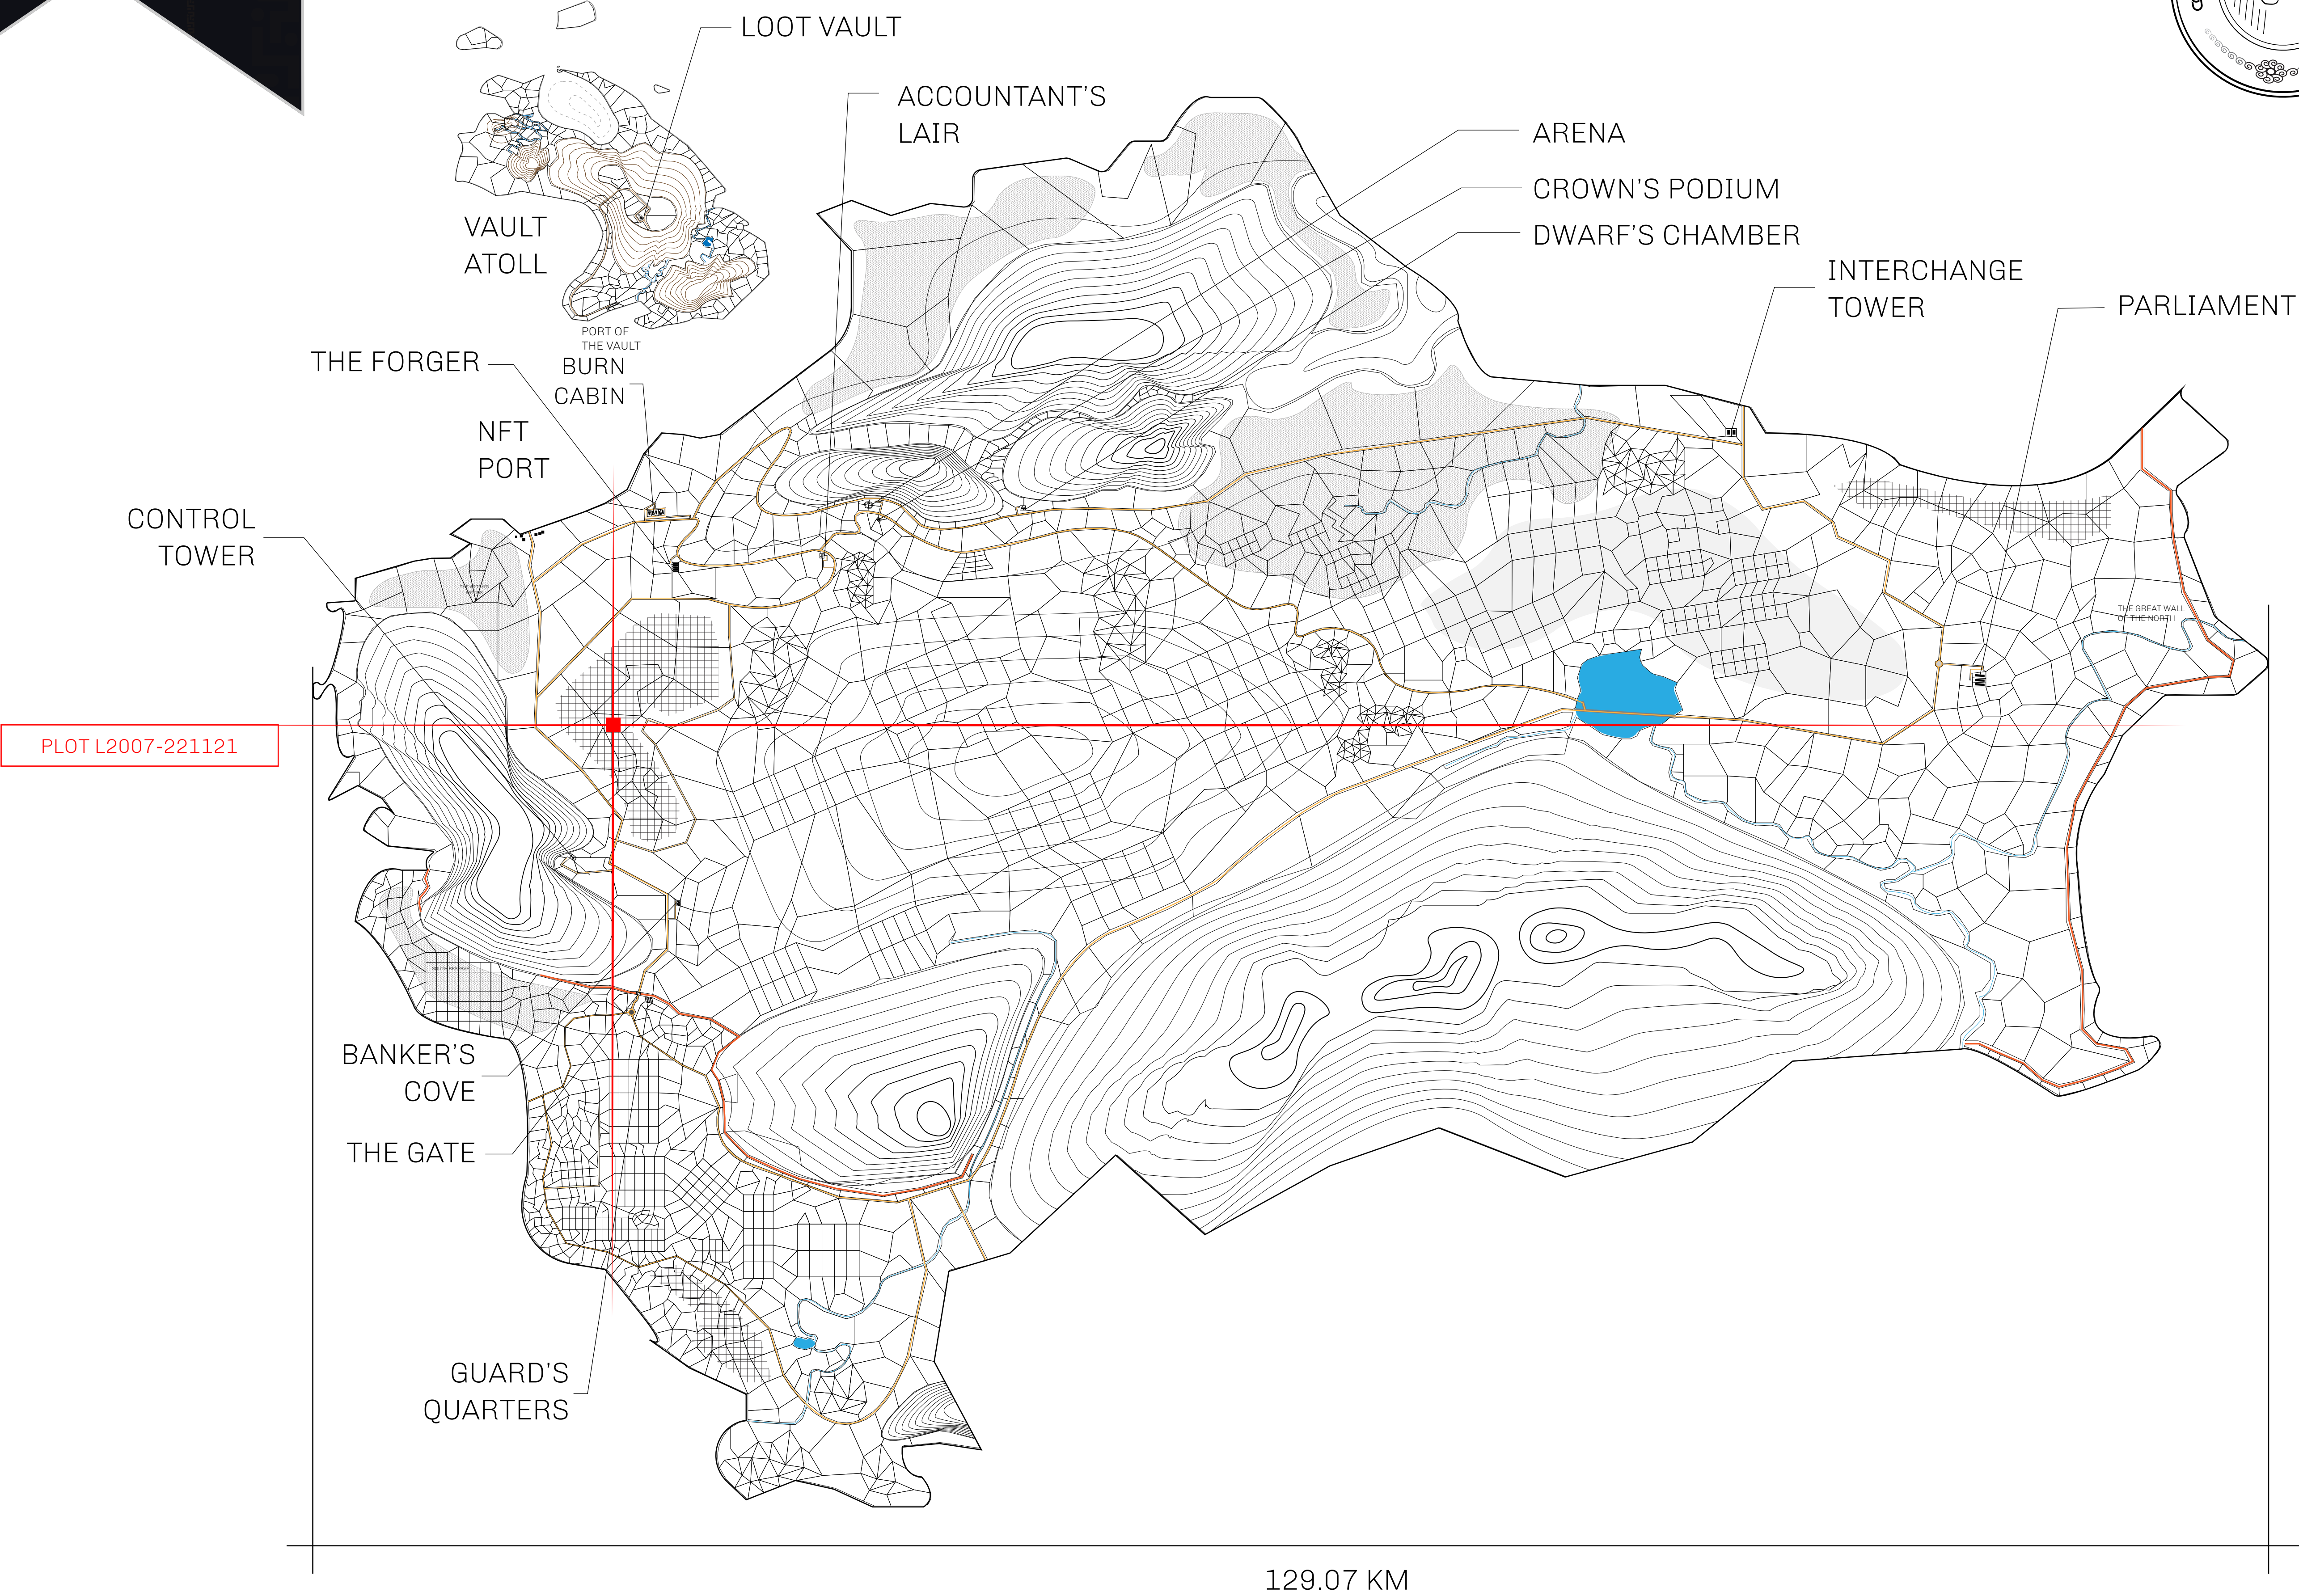 LOOT VAULT
ACCOUNTANT'S
LAIR
ARENA
CROWN'S PODIUM
DWARF'S CHAMBER
VAULT
ATOLL
INTERCHANGE
TOWER
PARLIAMENT
PORT OF
THE VAULT
THE FORGER
BURN
CABIN
NFT
PORT
CONTROL
TOWER
THE GREAT WALL
OF THE NORTH
PLOT L2007-221121
SOUTH RESERVE
BANKER'S
COVE
THE GATE
GUARD'S
QUARTERS
129.07 KM